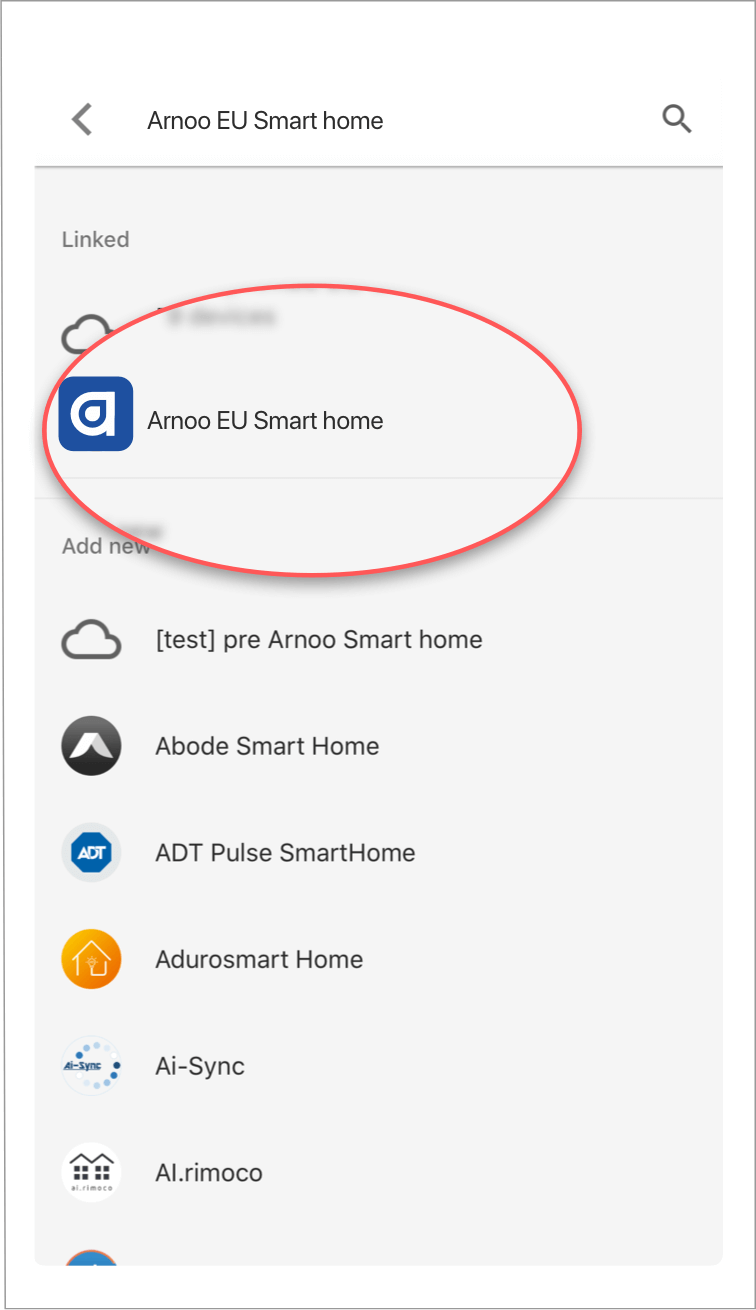 Arnoo EU Smart home
Linked
devices
Arnoo EU Smart home
Add new
[test] pre Arnoo Smart home
Abode Smart Home
ADT
ADT Pulse SmartHome
Adurosmart Home
Ai-Sync
Ai-Sync
ai.rimoco
AI.rimoco